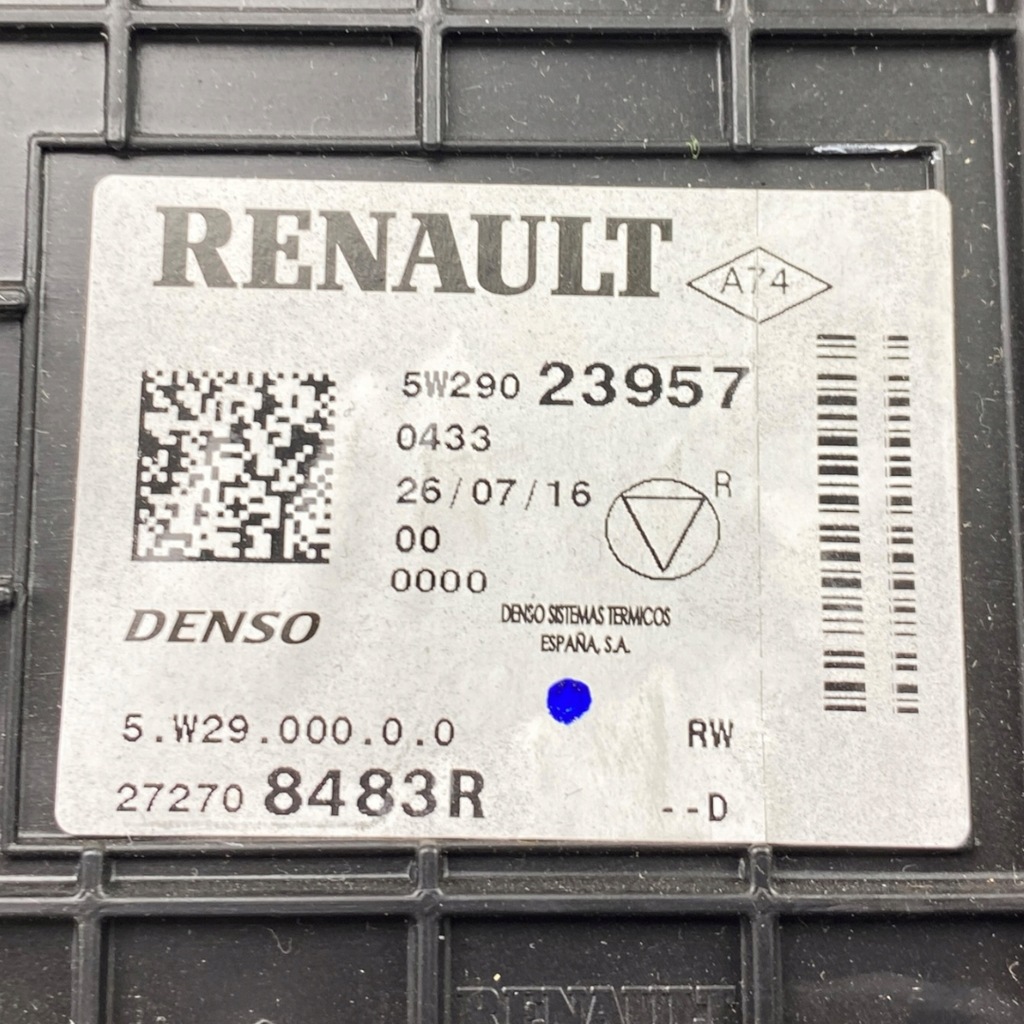 RENAULT
A74
5W290 23957
0433
26/07/16
R
00
0000
DENSO
DENSO SISTEMAS TERMICOS
ESPAÑA, S.A.
5.W29.000.0.0
RW
27270 8483R
--D
RENAULT